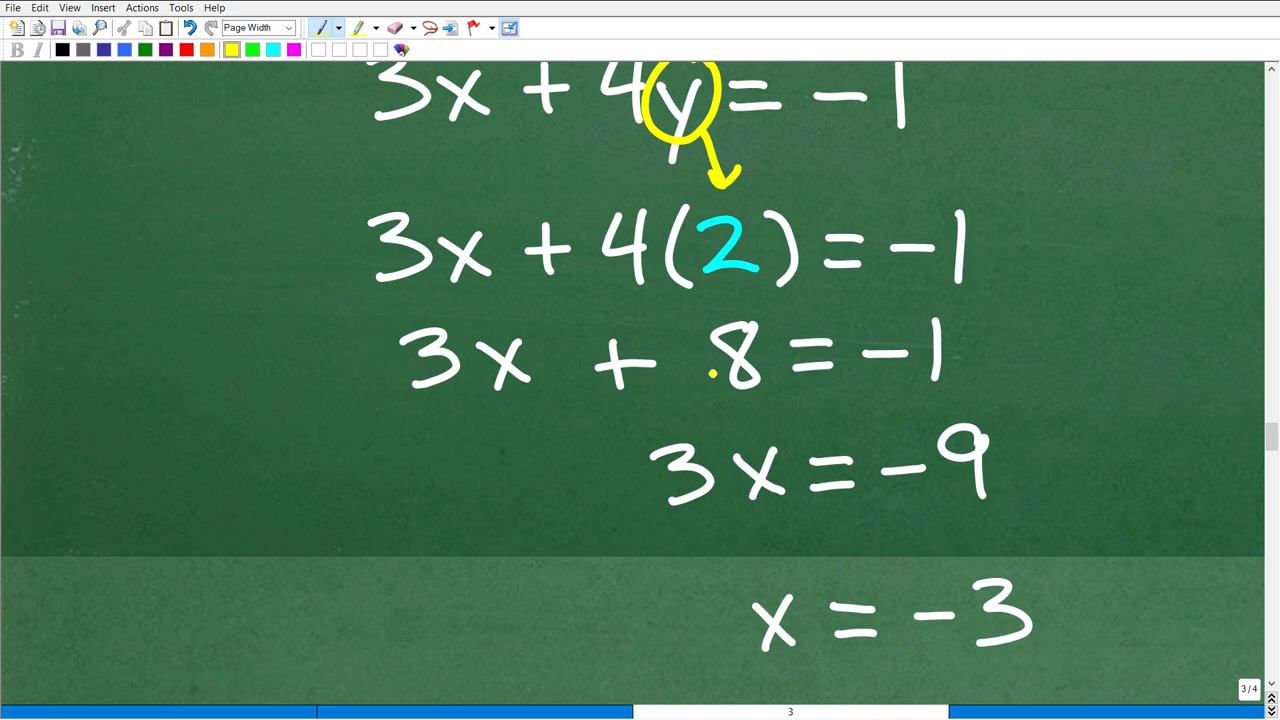 File Edit View Insert Actions Tools Help
Page Width
B I
3x + 4y = -1
3x + 4(2) = -1
3x + 8 = -1
3x = -9
x = -3
3/4
3